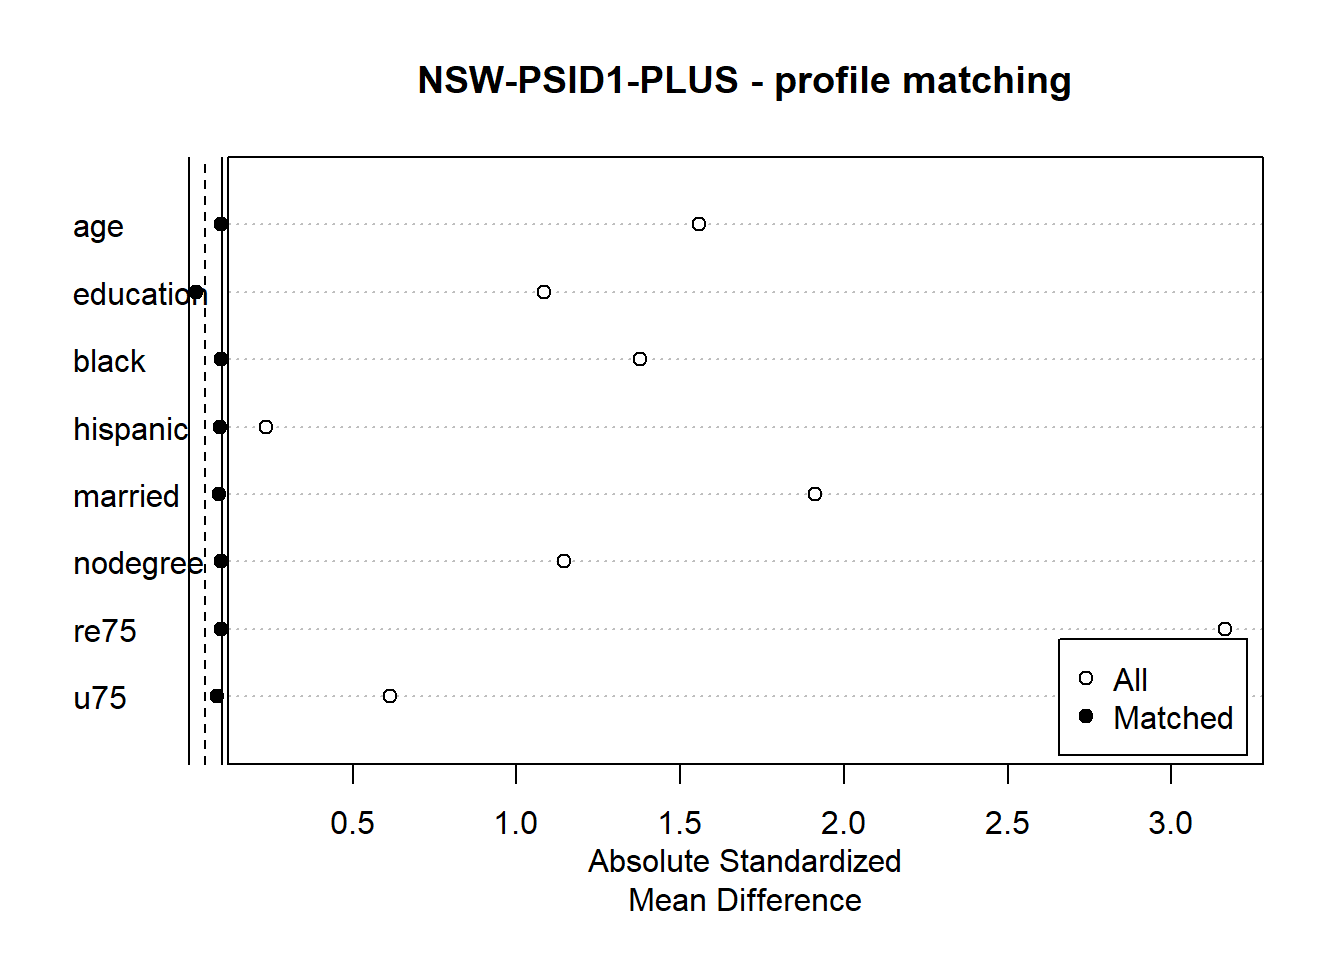 NSW-PSID1-PLUS - profile matching
age
education
black
hispanic
married
nodegree
re75
u75
All
Matched
0.5 1.0 1.5 2.0 2.5 3.0
Absolute Standardized
Mean Difference